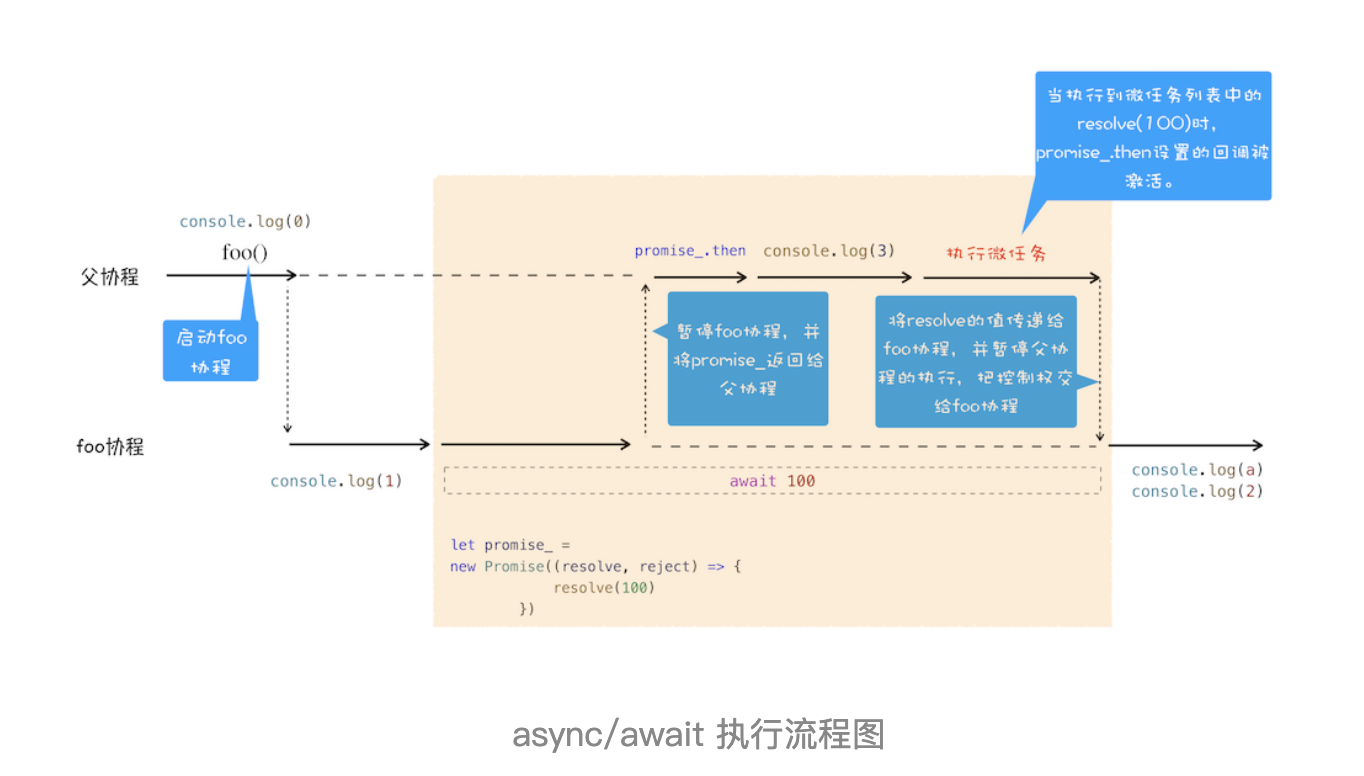 当执行到微任务列表中的
resolve(100)时，
promise_.then设置的回调被
激活。
console.log(0)
foo()
父协程
启动foo
协程
promise_.then
console.log(3)
执行微任务
暂停foo协程，并
将promise_返回给
父协程
将resolve的值传递给
foo协程，并暂停父协
程的执行，把控制权交
给foo协程
foo协程
console.log(1)
await 100
console.log(a)
console.log(2)
let promise_ =
new Promise((resolve, reject) => {
resolve(100)
})
async/await 执行流程图